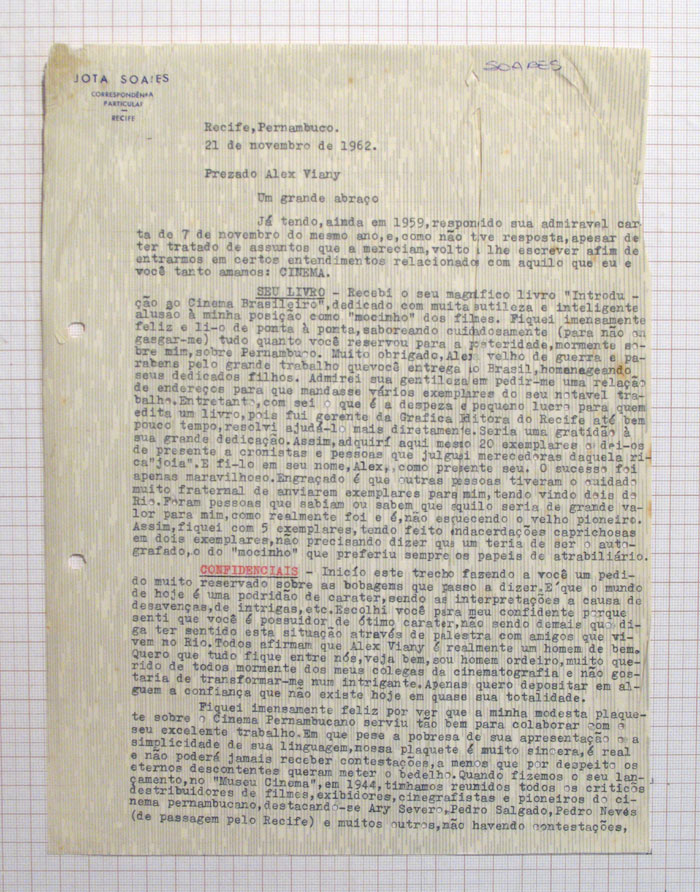 JOTA SOARES
CORRESPONDÊNCIA
PARTICULAR
RECIFE
SOARES
Recife,Pernambuco.
21 de novembro de 1962.
Prezado Alex Viany
Um grande abraço
Já tendo,ainda em 1959,respondido sua admiravel car
ta de 7 de novembro do mesmo ano,e,como não tive resposta,apesar de
ter tratado de assuntos que a mereciam,volto a lhe escrever afim de
entrarmos em certos entendimentos relacionados com aquilo que eu e
você tanto amamos: CINEMA.
SEU LIVRO - Recebi o seu magnifico livro "Introdu -
ção ao Cinema Brasileiro",dedicado com muita sutileza e inteligente
alusão à minha posição como "mocinho" dos filmes. Fiquei imensamente
feliz e li-o de ponta à ponta,saboreando cuidadosamente (para não en
gasgar-me) tudo quanto você reservou para a posteridade,mormente so-
bre mim,sobre Pernambuco. Muito obrigado,Alex velho de guerra e pa-
rabens pelo grande trabalho quevocê entrega ao Brasil,homenageando
seus dedicados filhos. Admirei sua gentileza em pedir-me uma relação
de endereços para que mandasse vários exemplares do seu notavel tra-
balho.Entretanto,com sei o que é a despeza e pequeno lucro para quem
edita um livro,pois fui gerente da Grafica Editora do Recife até bem
pouco tempo,resolvi ajudá-lo mais diretamente.Seria uma gratidão à
sua grande dedicação.Assim,adquirí aqui mesmo 20 exemplares e dei-os
de presente a cronistas e pessoas que julguei merecedoras daquela ri-
ca"joia".E fi-lo em seu nome,Alex,,como presente seu. O sucesso foi
apenas maravilhoso.Engraçado é que outras pessoas tiveram o cuidado
muito fraternal de enviarem exemplares para mim,tendo vindo dois do
Rio.Foram pessoas que sabiam ou sabem que aquilo seria de grande va-
lor para mim,como realmente foi e é,não esquecendo o velho pioneiro.
Assim,fiquei com 5 exemplares,tendo feito endacerdações caprichosas
em dois exemplares,não precisando dizer que um teria de ser o auto-
grafado,o do "mocinho" que preferiu sempre os papeis de atrabiliário.
CONFIDENCIAIS - Inicío este trecho fazendo a você um pedi-
do muito reservado sobre as bobagens que passo a dizer.E'que o mundo
de hoje é uma podridão de carater,sendo as interpretações a causa de
desavenças,de intrigas,etc.Escolhi você para meu confidente porque
senti que você é possuidor de ótimo carater,não sendo demais que di-
ga ter sentido esta situação através de palestra com amigos que vi-
vem no Rio.Todos afirmam que Alex Viany é realmente um homem de bem.
Quero que tudo fique entre nós,veja bem,sou homem ordeiro,muito que-
rido de todos mormente dos meus colegas da cinematografia e não gos-
taria de transformar-me num intrigante.Apenas quero depositar em al-
guem a confiança que não existe hoje em quase sua totalidade.
Fiquei imensamente feliz por ver que a minha modesta plaque-
te sobre o Cinema Pernambucano serviu tão bem para colaborar com o
seu excelente trabalho.Em que pese a pobresa de sua apresentação e a
simplicidade de sua linguagem,nossa plaquete é muito sincera,é real
e não poderá jamais receber contestações,a menos que por despeito os
eternos descontentes queram meter o bedelho.Quando fizemos o seu lan-
çamento,no "Museu Cinema",em 1944,tinhamos reunidos todos os criticos
destribuidores de filmes,exibidores,cinegrafistas e pioneiros do ci-
nema pernambucano,destacando-se Ary Severo,Pedro Salgado,Pedro Neves
(de passagem pelo Recife) e muitos outros,não havendo contestações,